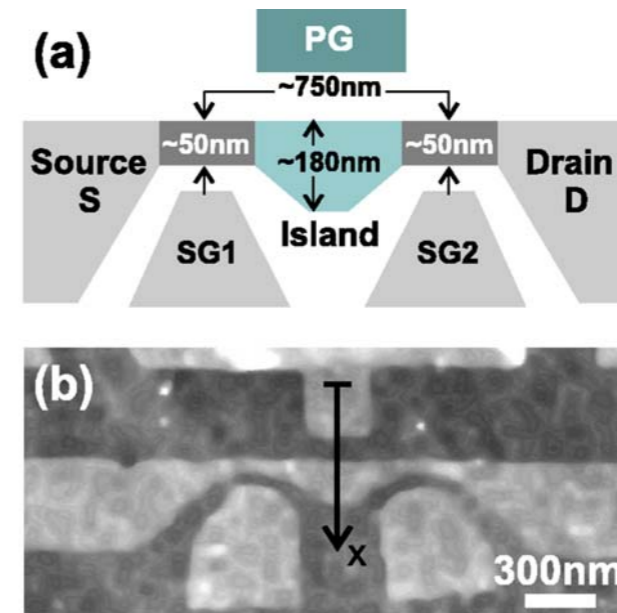 (a)
PG
~750nm
Source
S
~50nm
~180nm
~50nm
Drain
D
SG1
Island
SG2
(b)
X
300nm